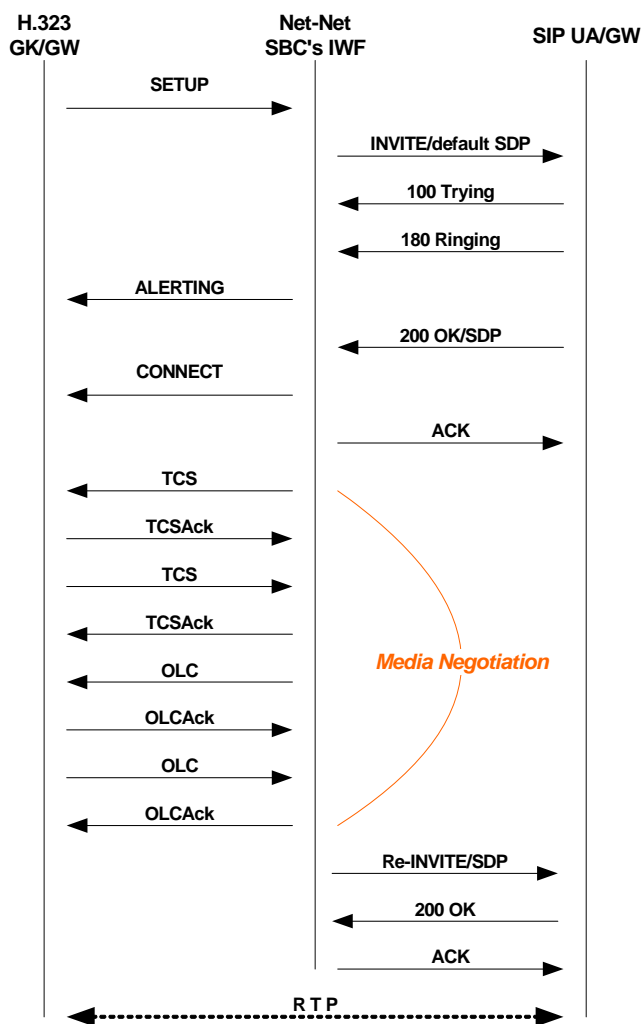 H.323
GK/GW
Net-Net
SBC's IWF
SIP UA/GW
SETUP
INVITE/default SDP
100 Trying
180 Ringing
ALERTING
200 OK/SDP
CONNECT
ACK
TCS
TCSAck
TCS
TCSAck
Media Negotiation
OLC
OLCAck
OLC
OLCAck
Re-INVITE/SDP
200 OK
ACK
R T P